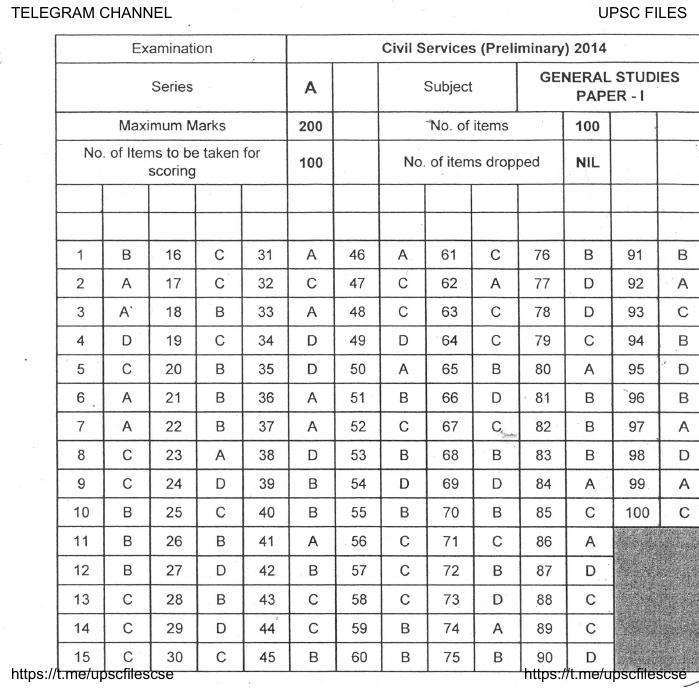 TELEGRAM CHANNEL UPSC FILES
Examination Civil Services (Preliminary) 2014
Series A Subject GENERAL STUDIES PAPER - I
Maximum Marks 200 No. of items 100
No. of Items to be taken for scoring 100 No. of items dropped NIL
1 B 16 C 31 A 46 A 61 C 76 B 91 B
2 A 17 C 32 C 47 C 62 A 77 D 92 A
3 A 18 B 33 A 48 C 63 C 78 D 93 C
4 D 19 C 34 D 49 D 64 C 79 C 94 B
5 C 20 B 35 D 50 A 65 B 80 A 95 D
6 A 21 B 36 A 51 B 66 D 81 B 96 B
7 A 22 B 37 A 52 C 67 C 82 B 97 A
8 C 23 A 38 D 53 B 68 B 83 B 98 D
9 C 24 D 39 B 54 D 69 D 84 A 99 A
10 B 25 C 40 B 55 B 70 B 85 C 100 C
11 B 26 B 41 A 56 C 71 C 86 A
12 B 27 D 42 B 57 C 72 B 87 D
13 C 28 B 43 C 58 C 73 D 88 C
14 C 29 D 44 C 59 B 74 A 89 C
15 C 30 C 45 B 60 B 75 B 90 D
https://t.me/upscfilescse https://t.me/upscfilescse